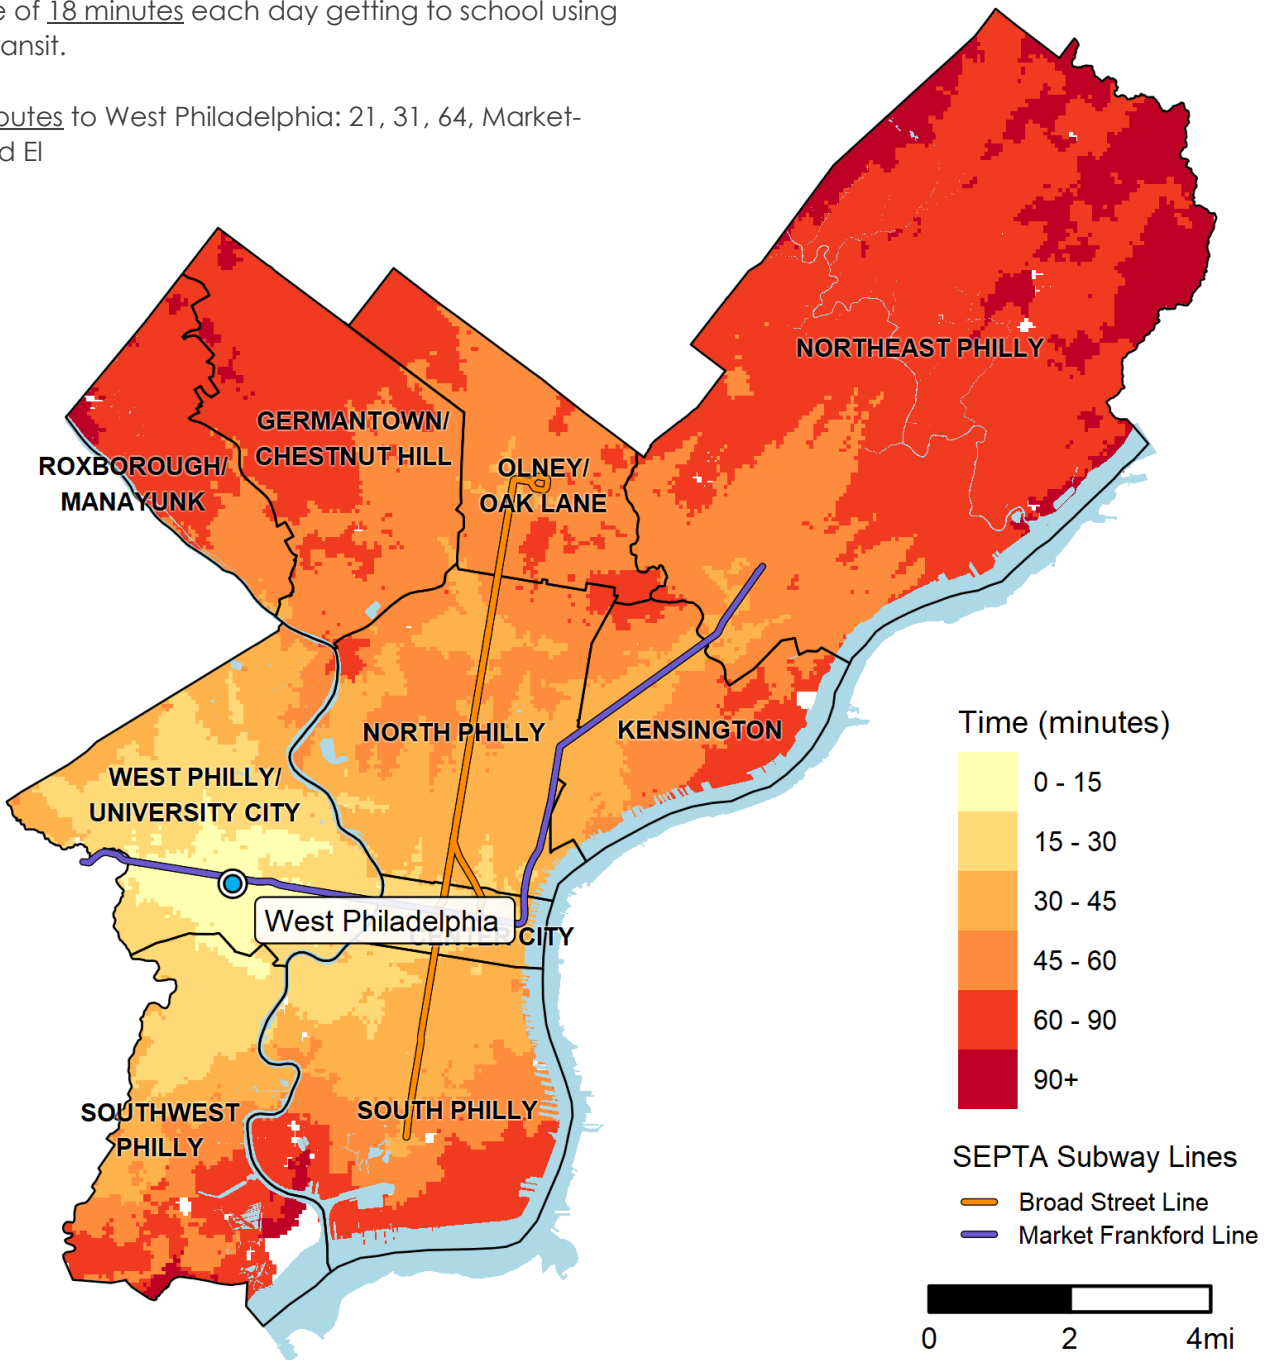 of 18 minutes each day getting to school using
to West Philadelphia: 21, 31, 64, Market-
El
NORTHEAST PHILLY
GERMANTOWN/
CHESTNUT HILL
ROXBOROUGH/
MANAYUNK
OLNEY/
OAK LANE
NORTH PHILLY
KENSINGTON
WEST PHILLY/
UNIVERSITY CITY
West Philadelphia
CENTER CITY
SOUTHWEST
PHILLY
SOUTH PHILLY
Time (minutes)
0 - 15
15 - 30
30 - 45
45 - 60
60 - 90
90+
SEPTA Subway Lines
Broad Street Line
Market Frankford Line
0 2 4mi